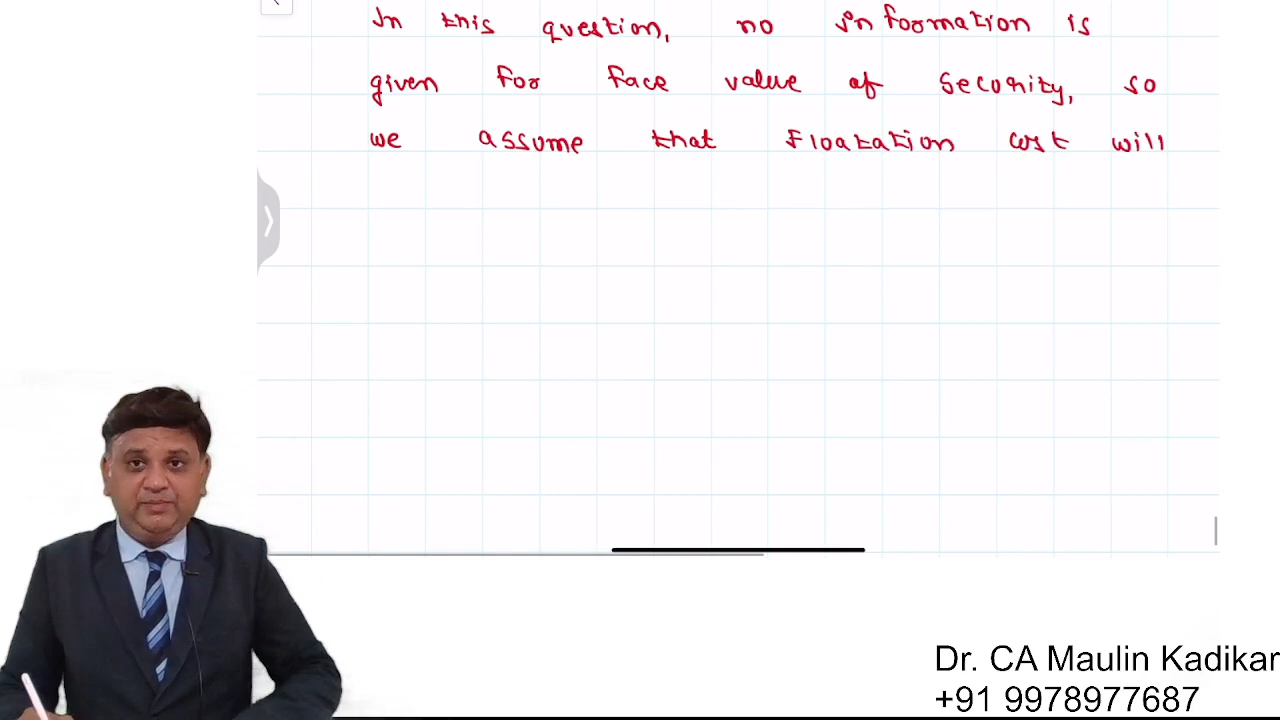 In this question, no information is
given for face value of security, so
we assume that Floatation cost will
Dr. CA Maulin Kadikar
+91 9978977687